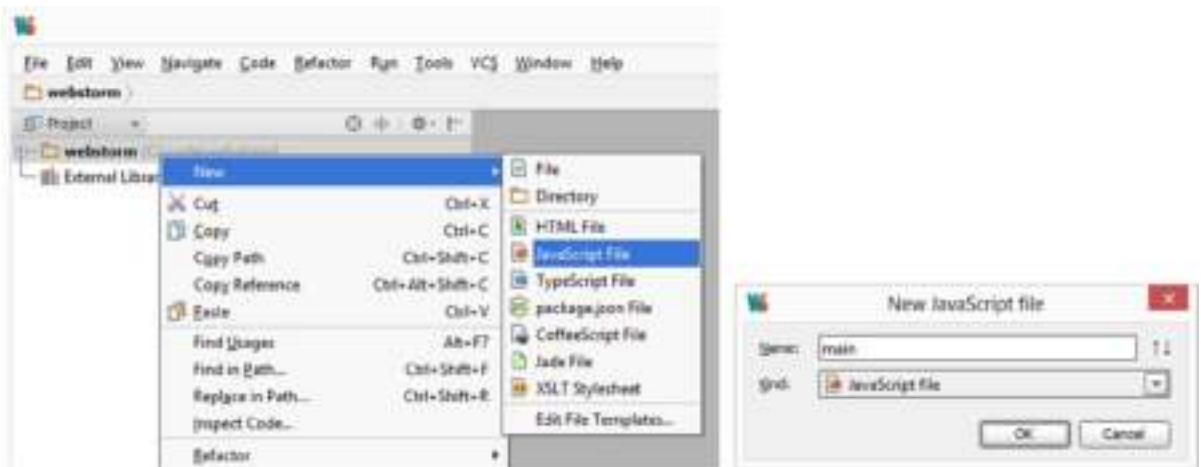 File Edit View Navigate Code Refactor Run Tools VCS Window Help
webstorm
Project
webstorm
External Librar
New
Cut Ctrl+X
Copy Ctrl+C
Copy Path Ctrl+Shift+C
Copy Reference Ctrl+Alt+Shift+C
Paste Ctrl+V
Find Usages Alt+F7
Find in Path... Ctrl+Shift+F
Replace in Path... Ctrl+Shift+R
Inspect Code...
Refactor
File
Directory
HTML File
JavaScript File
TypeScript File
package.json File
CoffeeScript File
Jade File
XSLT Stylesheet
Edit File Templates...
New JavaScript file
Name: main
Kind: JavaScript file
OK Cancel